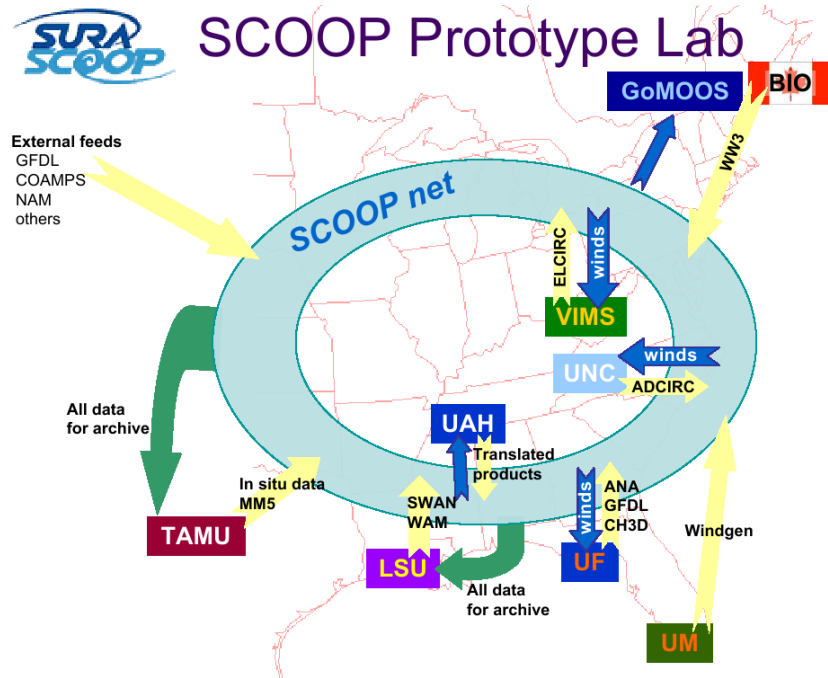 SURA
SCOOP
SCOOP Prototype Lab
GoMOOS
BIO
External feeds
GFDL
COAMPS
NAM
others
WW3
SCOOP net
ELCIRC
winds
VIMS
winds
UNC
ADCIRC
All data
for archive
UAH
Translated
products
In situ data
MM5
SWAN
WAM
winds
ANA
GFDL
CH3D
TAMU
Windgen
LSU
UF
All data
for archive
UM